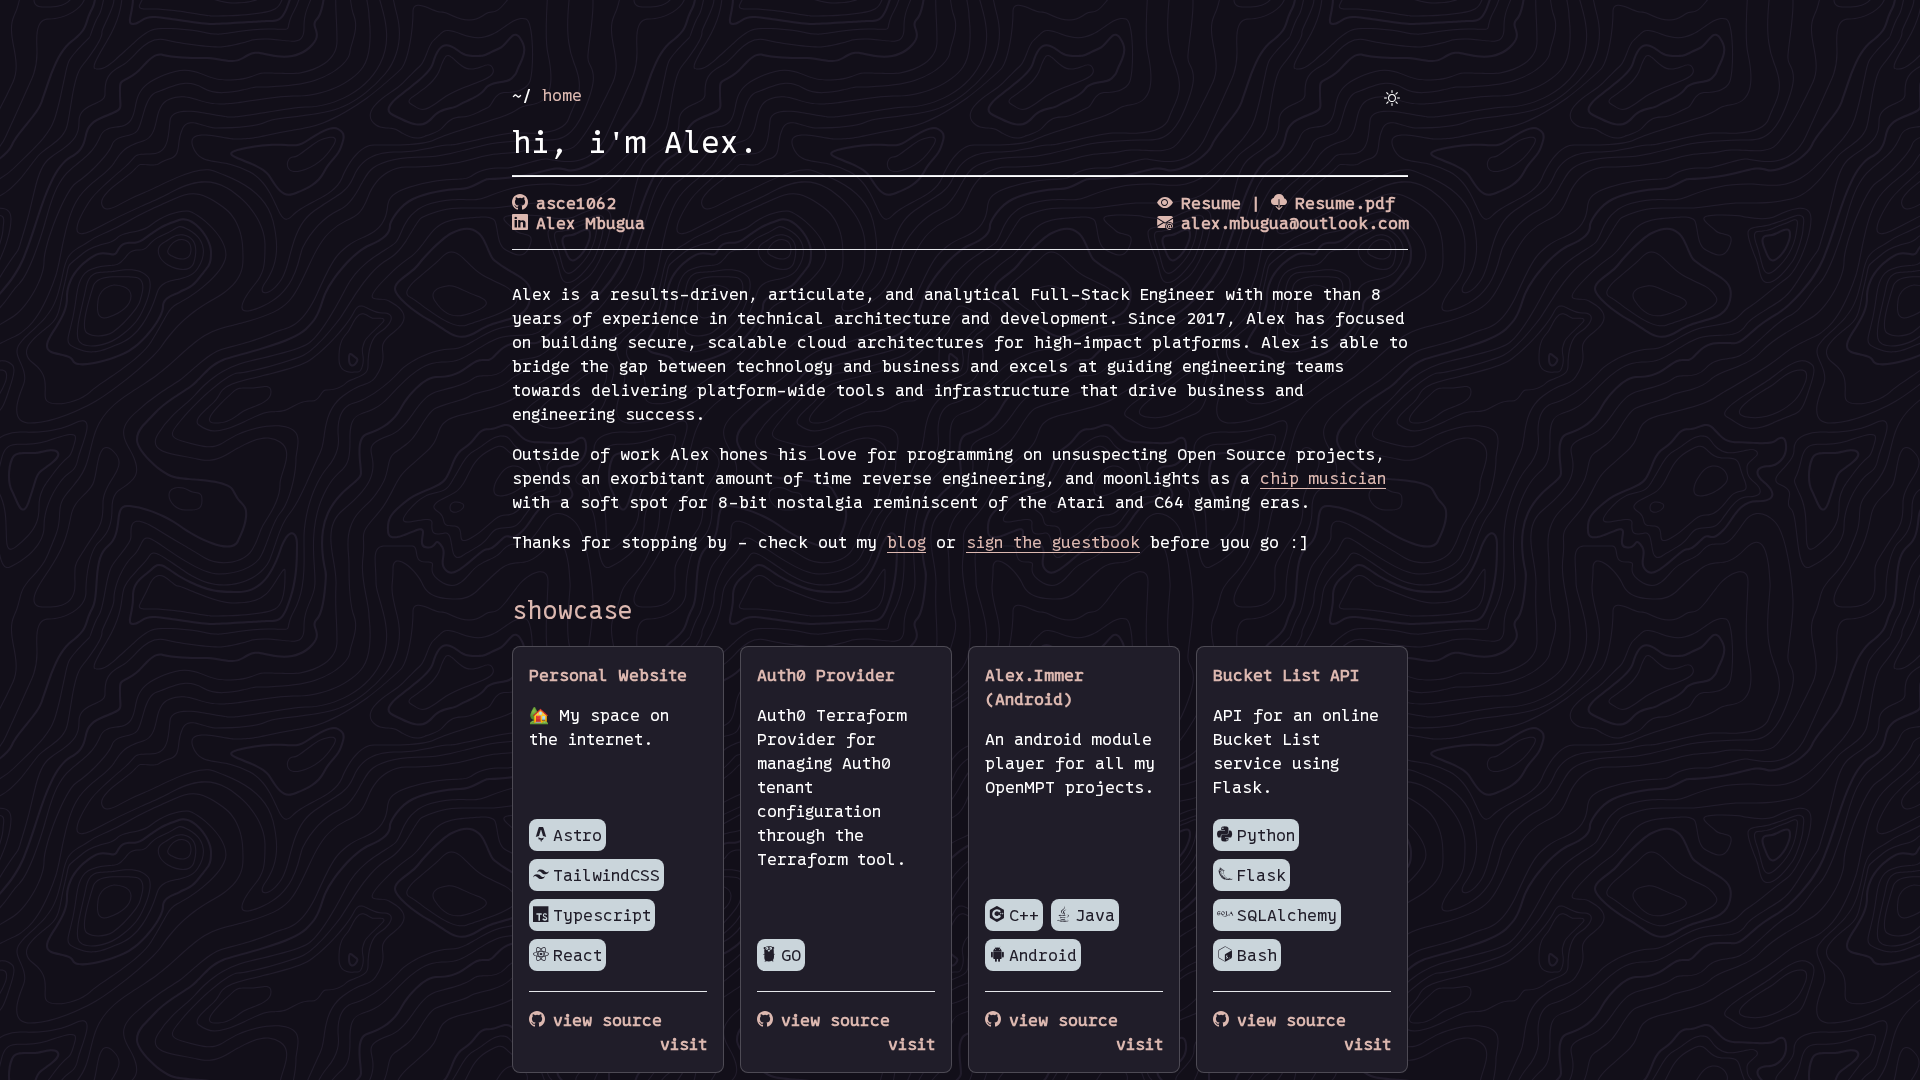 ~/ home
hi, i'm Alex.
asce1062
Alex Mbugua
Resume | Resume.pdf
alex.mbugua@outlook.com
Alex is a results-driven, articulate, and analytical Full-Stack Engineer with more than 8
years of experience in technical architecture and development. Since 2017, Alex has focused
on building secure, scalable cloud architectures for high-impact platforms. Alex is able to
bridge the gap between technology and business and excels at guiding engineering teams
towards delivering platform-wide tools and infrastructure that drive business and
engineering success.
Outside of work Alex hones his love for programming on unsuspecting Open Source projects,
spends an exorbitant amount of time reverse engineering, and moonlights as a chip musician
with a soft spot for 8-bit nostalgia reminiscent of the Atari and C64 gaming eras.
Thanks for stopping by - check out my blog or sign the guestbook before you go :]
showcase
Personal Website
🏡 My space on
the internet.
Astro
TailwindCSS
Typescript
React
view source
visit
Auth0 Provider
Auth0 Terraform
Provider for
managing Auth0
tenant
configuration
through the
Terraform tool.
GO
view source
visit
Alex.Immer
(Android)
An android module
player for all my
OpenMPT projects.
C++ Java
Android
view source
visit
Bucket List API
API for an online
Bucket List
service using
Flask.
Python
Flask
SQLAlchemy
Bash
view source
visit